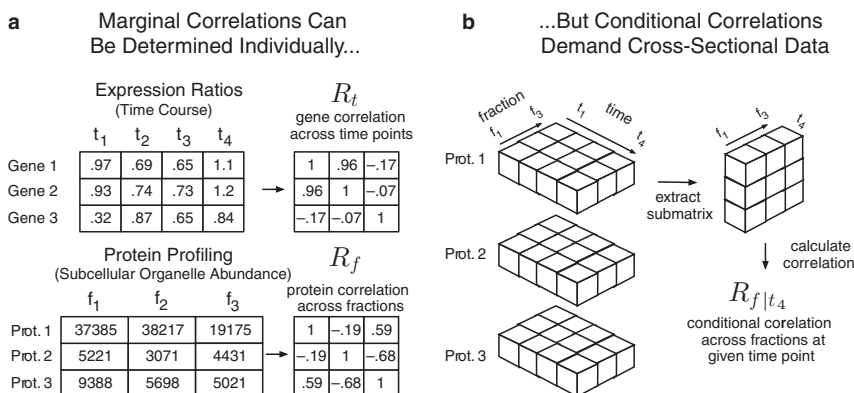 a
Marginal Correlations Can
Be Determined Individually...
Expression Ratios
(Time Course)
t1 t2 t3 t4
Gene 1 .97 .69 .65 1.1
Gene 2 .93 .74 .73 1.2
Gene 3 .32 .87 .65 .84
Rt
gene correlation
across time points
1 .96 –.17
.96 1 –.07
–.17 –.07 1
Protein Profiling
(Subcellular Organelle Abundance)
f1 f2 f3
Prot. 1 37385 38217 19175
Prot. 2 5221 3071 4431
Prot. 3 9388 5698 5021
Rf
protein correlation
across fractions
1 –.19 .59
–.19 1 –.68
.59 –.68 1
b
...But Conditional Correlations
Demand Cross-Sectional Data
fraction
f1 f3
t1 time t4
Prot. 1
Prot. 2
Prot. 3
extract
submatrix
f1 f3 t4
calculate
correlation
Rf|t4
conditional corelation
across fractions at
given time point